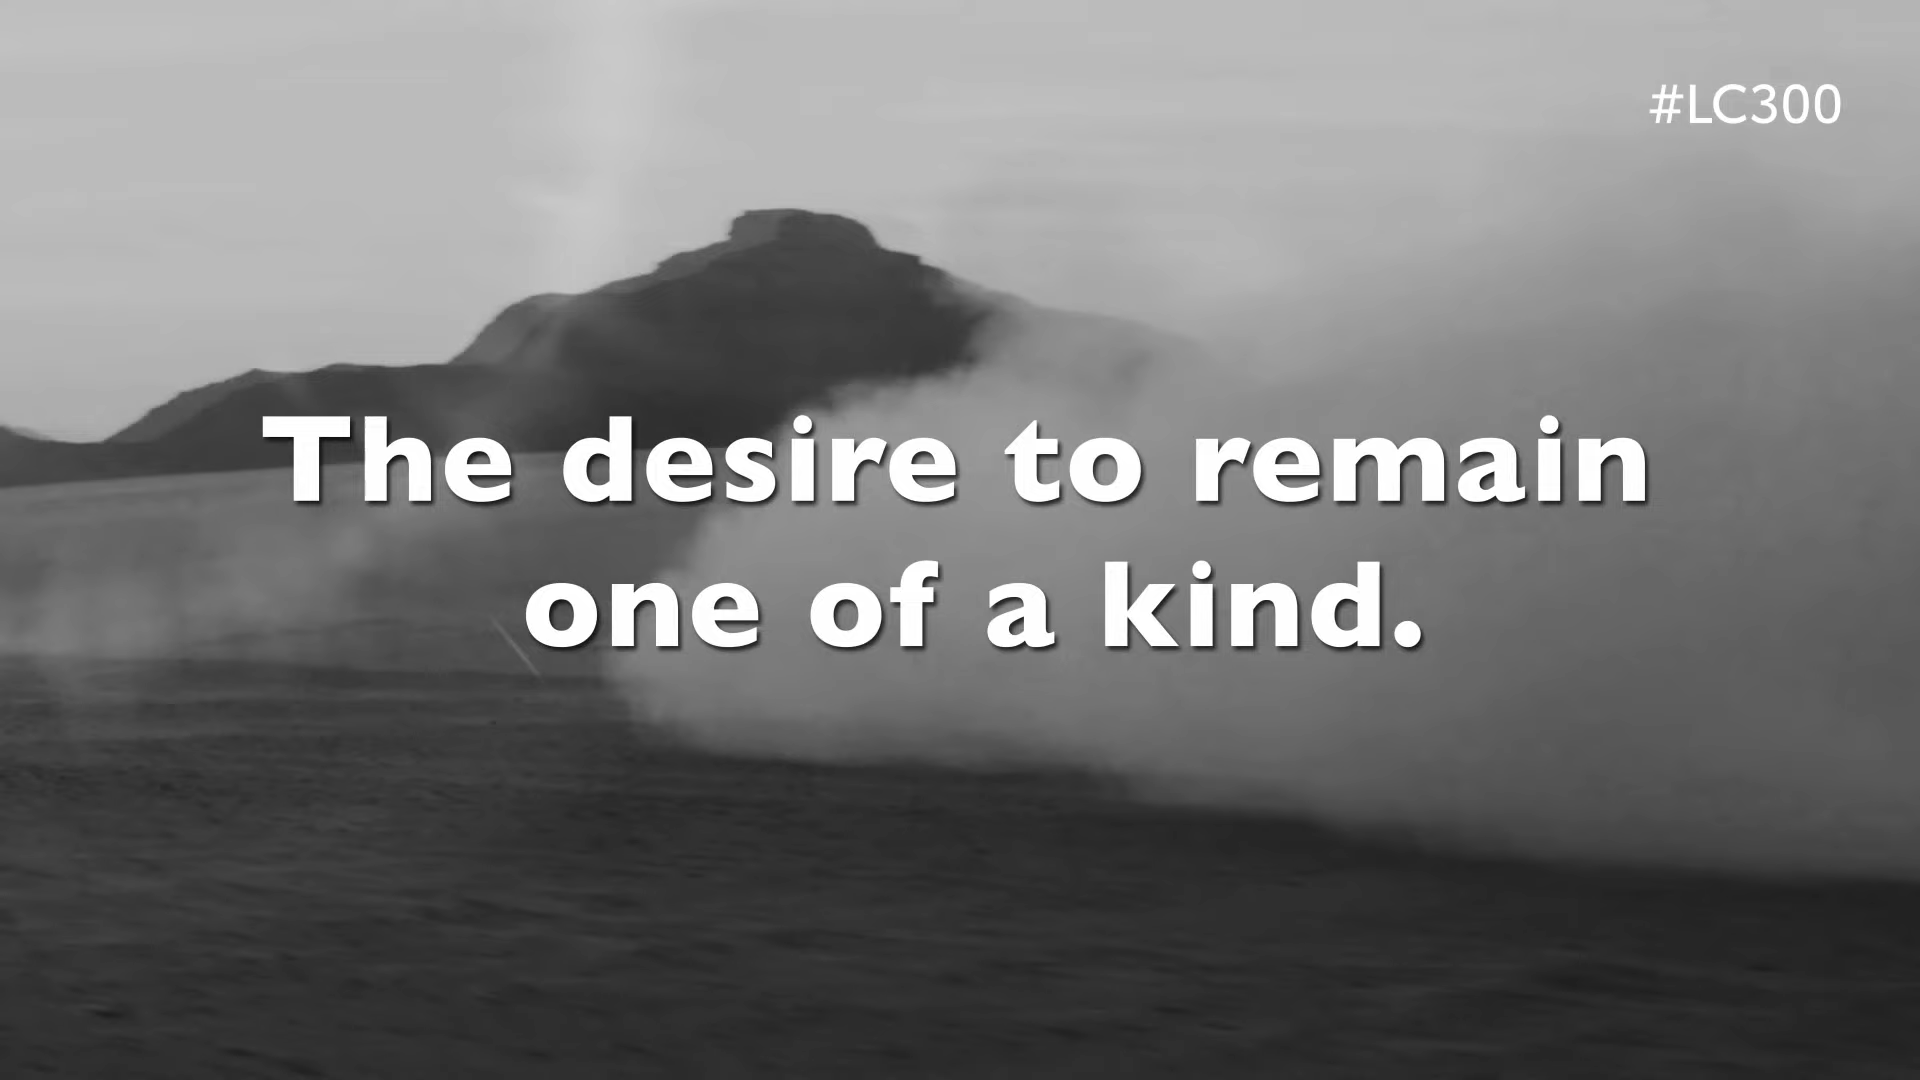 #LC300
The desire to remain
one of a kind.